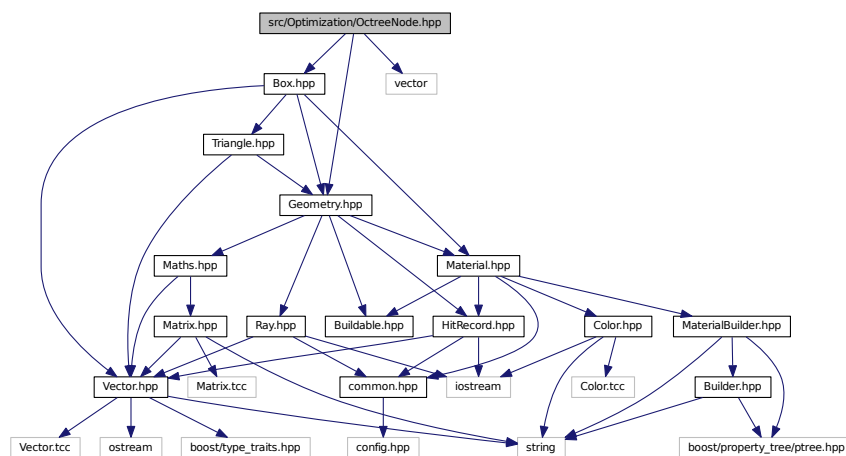 src/Optimization/OctreeNode.hpp
Box.hpp
vector
Triangle.hpp
Geometry.hpp
Maths.hpp
Material.hpp
Matrix.hpp
Ray.hpp
Buildable.hpp
HitRecord.hpp
Color.hpp
MaterialBuilder.hpp
Vector.hpp
Matrix.tcc
common.hpp
iostream
Color.tcc
Builder.hpp
Vector.tcc
ostream
boost/type_traits.hpp
config.hpp
string
boost/property_tree/ptree.hpp